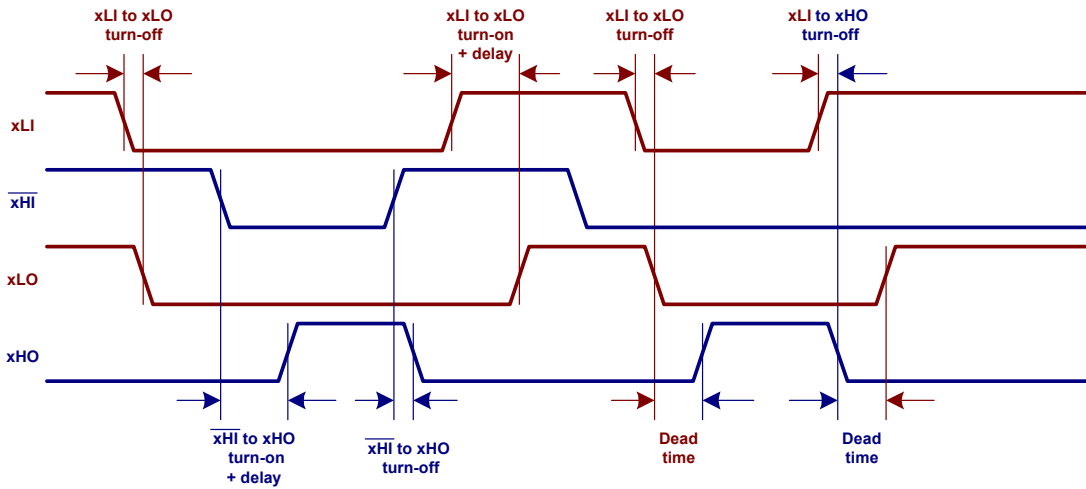 xLI to xLO
turn-off
xLI to xLO
turn-on
+ delay
xLI to xLO
turn-off
xLI to xHO
turn-off
xLI
xHI
xLO
xHO
xHI to xHO
turn-on
+ delay
xHI to xHO
turn-off
Dead
time
Dead
time